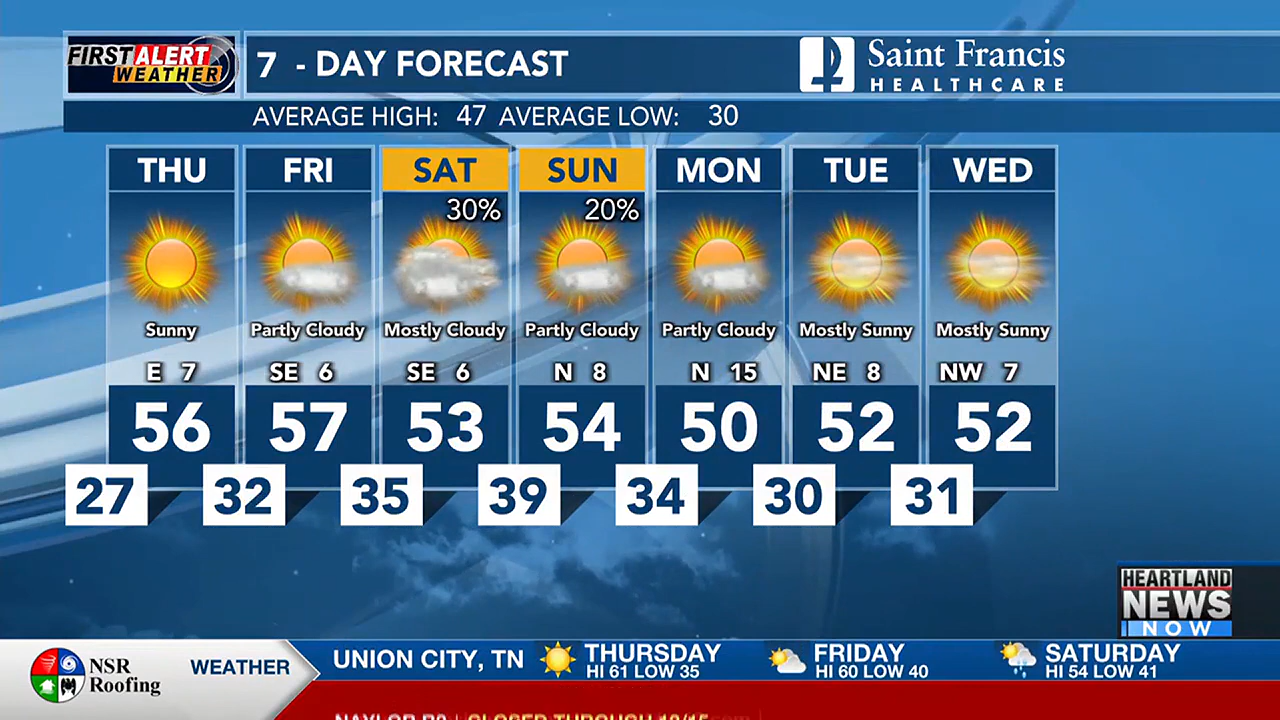 FIRST ALERT
WEATHER
7 - DAY FORECAST
Saint Francis
HEALTHCARE
AVERAGE HIGH: 47 AVERAGE LOW: 30
THU FRI SAT SUN MON TUE WED
30% 20%
Sunny Partly Cloudy Mostly Cloudy Partly Cloudy Partly Cloudy Mostly Sunny Mostly Sunny
E 7 SE 6 SE 6 N 8 N 15 NE 8 NW 7
56 57 53 54 50 52 52
27 32 35 39 34 30 31
HEARTLAND
NEWS
NOW
NSR
Roofing
WEATHER
UNION CITY, TN
THURSDAY
HI 61 LOW 35
FRIDAY
HI 60 LOW 40
SATURDAY
HI 54 LOW 41
CLOSED THROUGH